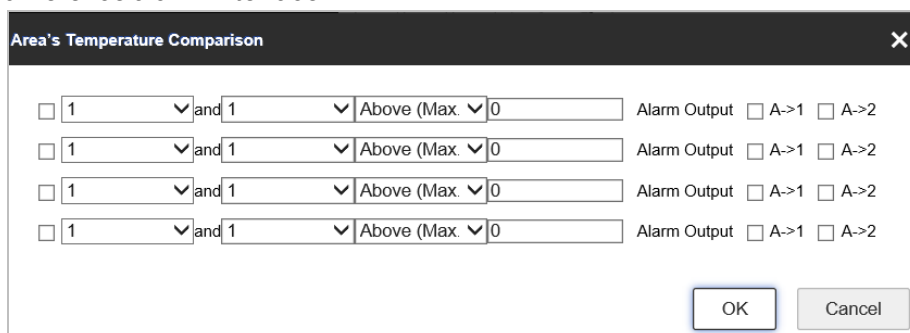 Area's Temperature Comparison
1 and 1 Above (Max. 0 Alarm Output A->1 A->2
1 and 1 Above (Max. 0 Alarm Output A->1 A->2
1 and 1 Above (Max. 0 Alarm Output A->1 A->2
1 and 1 Above (Max. 0 Alarm Output A->1 A->2
OK Cancel